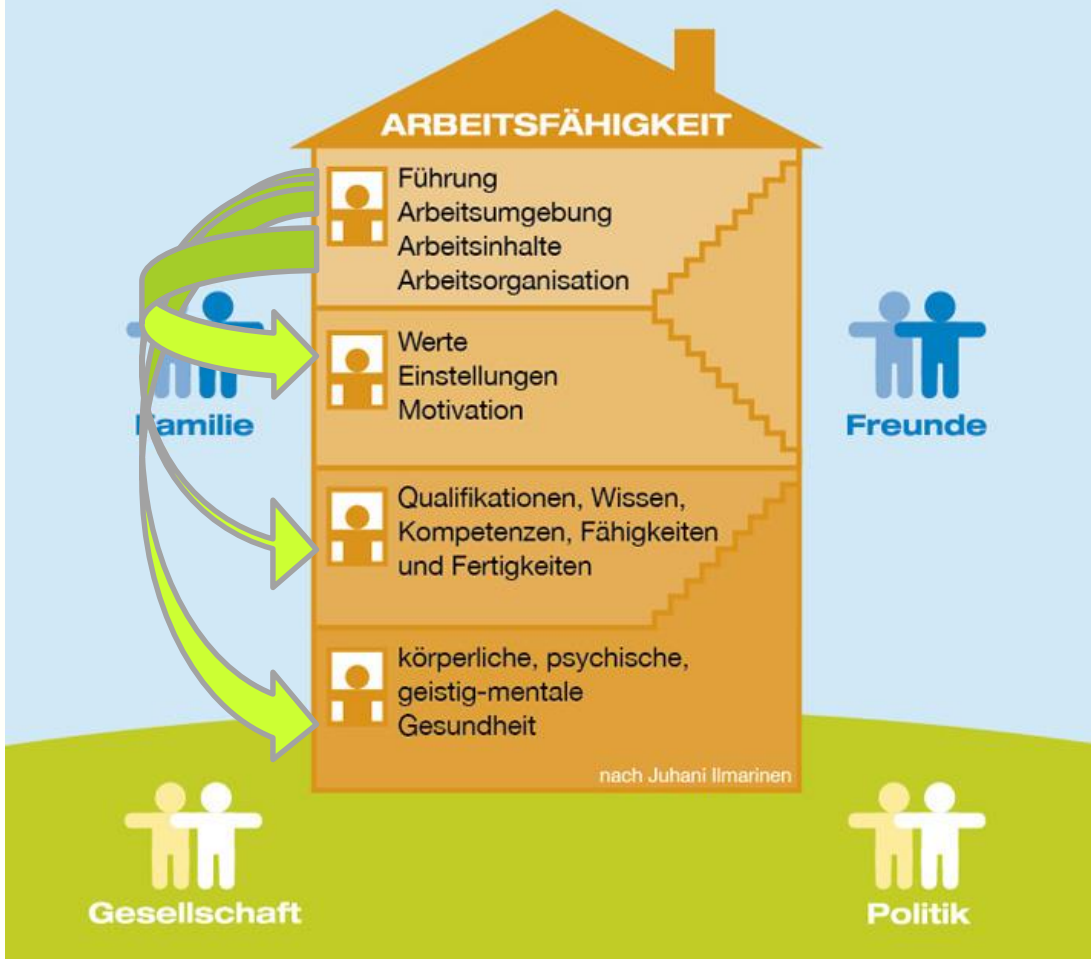 ARBEITSFÄHIGKEIT
Führung
Arbeitsumgebung
Arbeitsinhalte
Arbeitsorganisation
Werte
Einstellungen
Motivation
Familie
Freunde
Qualifikationen, Wissen,
Kompetenzen, Fähigkeiten
und Fertigkeiten
körperliche, psychische,
geistig-mentale
Gesundheit
nach Juhani Ilmarinen
Gesellschaft
Politik